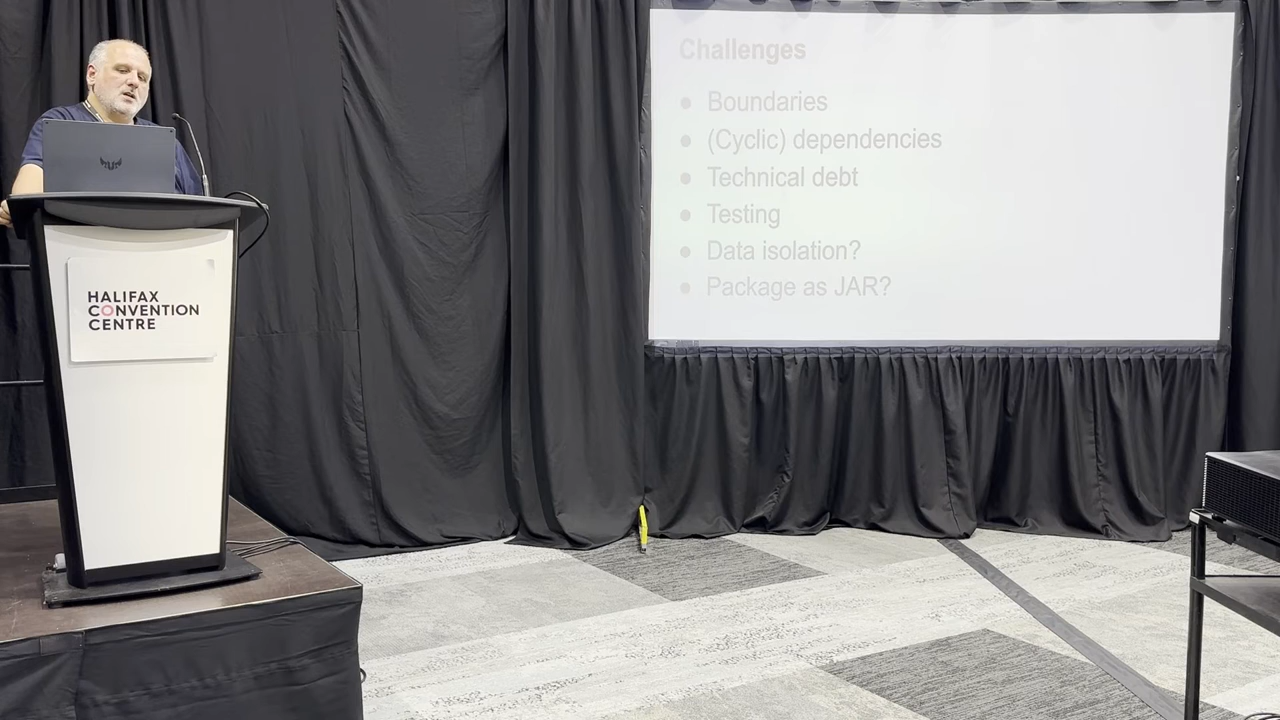 Challenges
● Boundaries
● (Cyclic) dependencies
● Technical debt
● Testing
● Data isolation?
● Package as JAR?
HALIFAX
CONVENTION
CENTRE